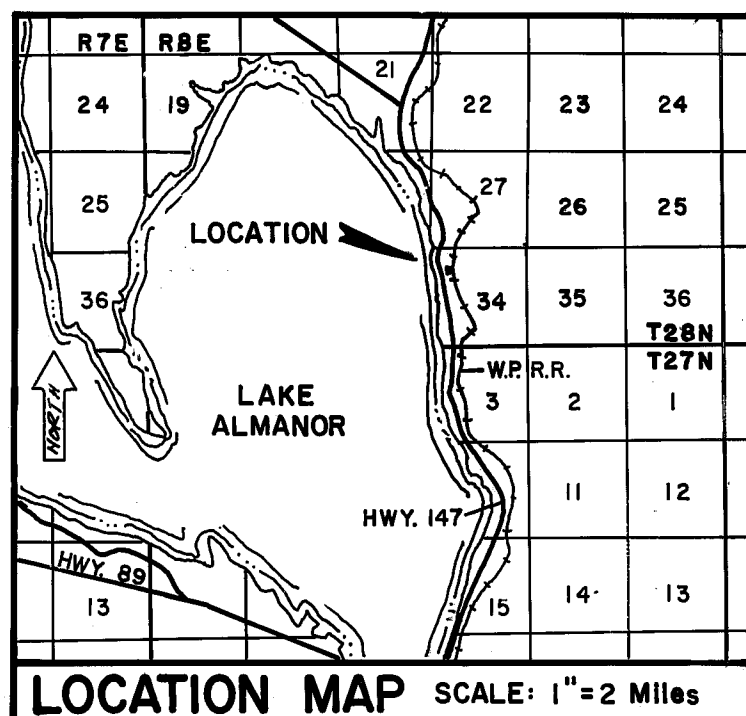 R7E R8E
21
24 19 22 23 24
27
25 26 25
LOCATION
36 34 35 36
T28N
T27N
W.P. R.R.
NORTH
LAKE
ALMANOR
3 2 1
HWY. 147
11 12
HWY. 89
13 15 14 13
LOCATION MAP SCALE: 1"=2 Miles